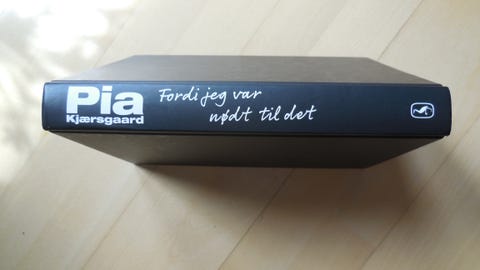 Pia
Kjærsgaard
Fordi jeg var
nødt til det